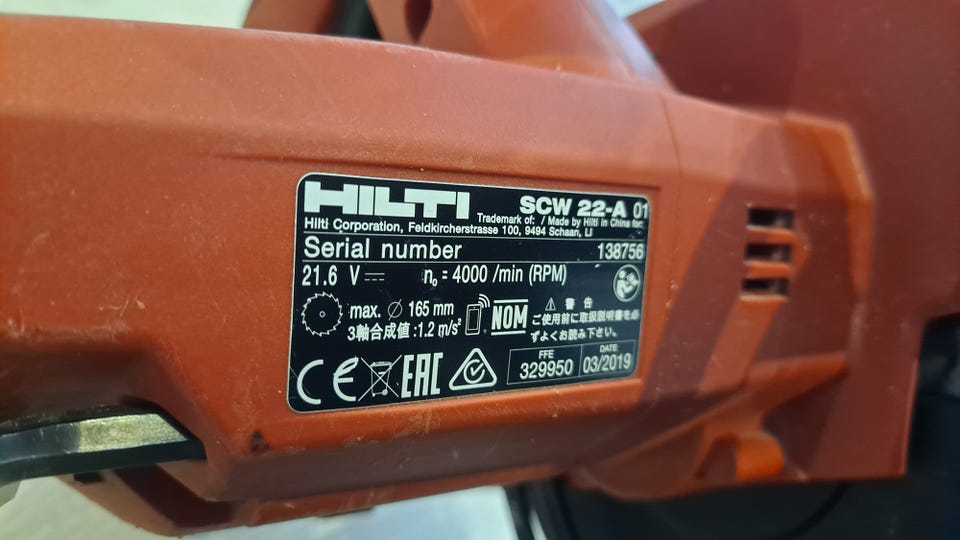 HILTI SCW 22-A 01
Trademark of: / Made by Hilti in China for:
Hilti Corporation, Feldkircherstrasse 100, 9494 Schaan, LI
Serial number 138756
21.6 V n₀ = 4000 /min (RPM)
max. ⌀ 165 mm
3軸合成値:1.2 m/s²
NOM
⚠ 警告
ご使用前に取扱説明書を必
ずよくお読み下さい。
CE EAC
FFE
329950
DATE
03/2019